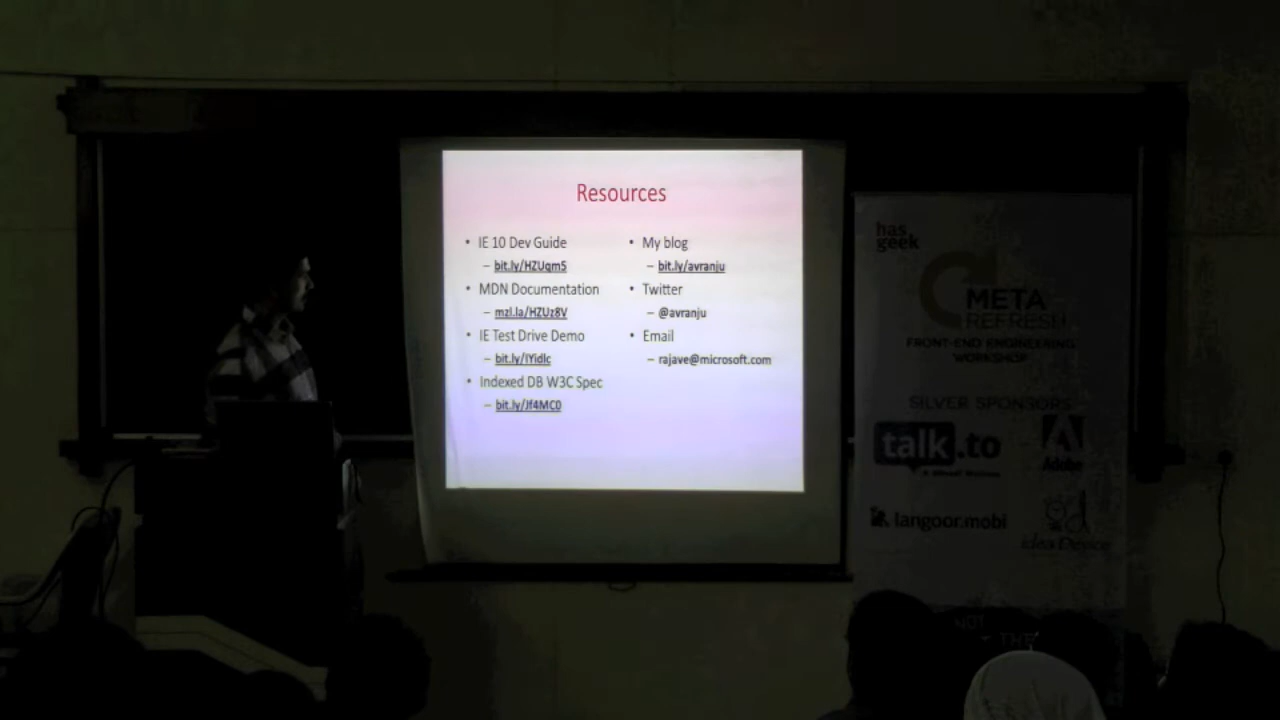 Resources
• IE 10 Dev Guide
– bit.ly/HZUqm5
• MDN Documentation
– mzl.la/HZUz8V
• IE Test Drive Demo
– bit.ly/IYidlc
• Indexed DB W3C Spec
– bit.ly/Jf4MC0
• My blog
– bit.ly/avranju
• Twitter
– @avranju
• Email
– rajave@microsoft.com
has
geek
META
REFRESH
FRONT-END ENGINEERING
WORKSHOP
SILVER SPONSORS
talk.to
Adobe
langoor.mobi
idea Device